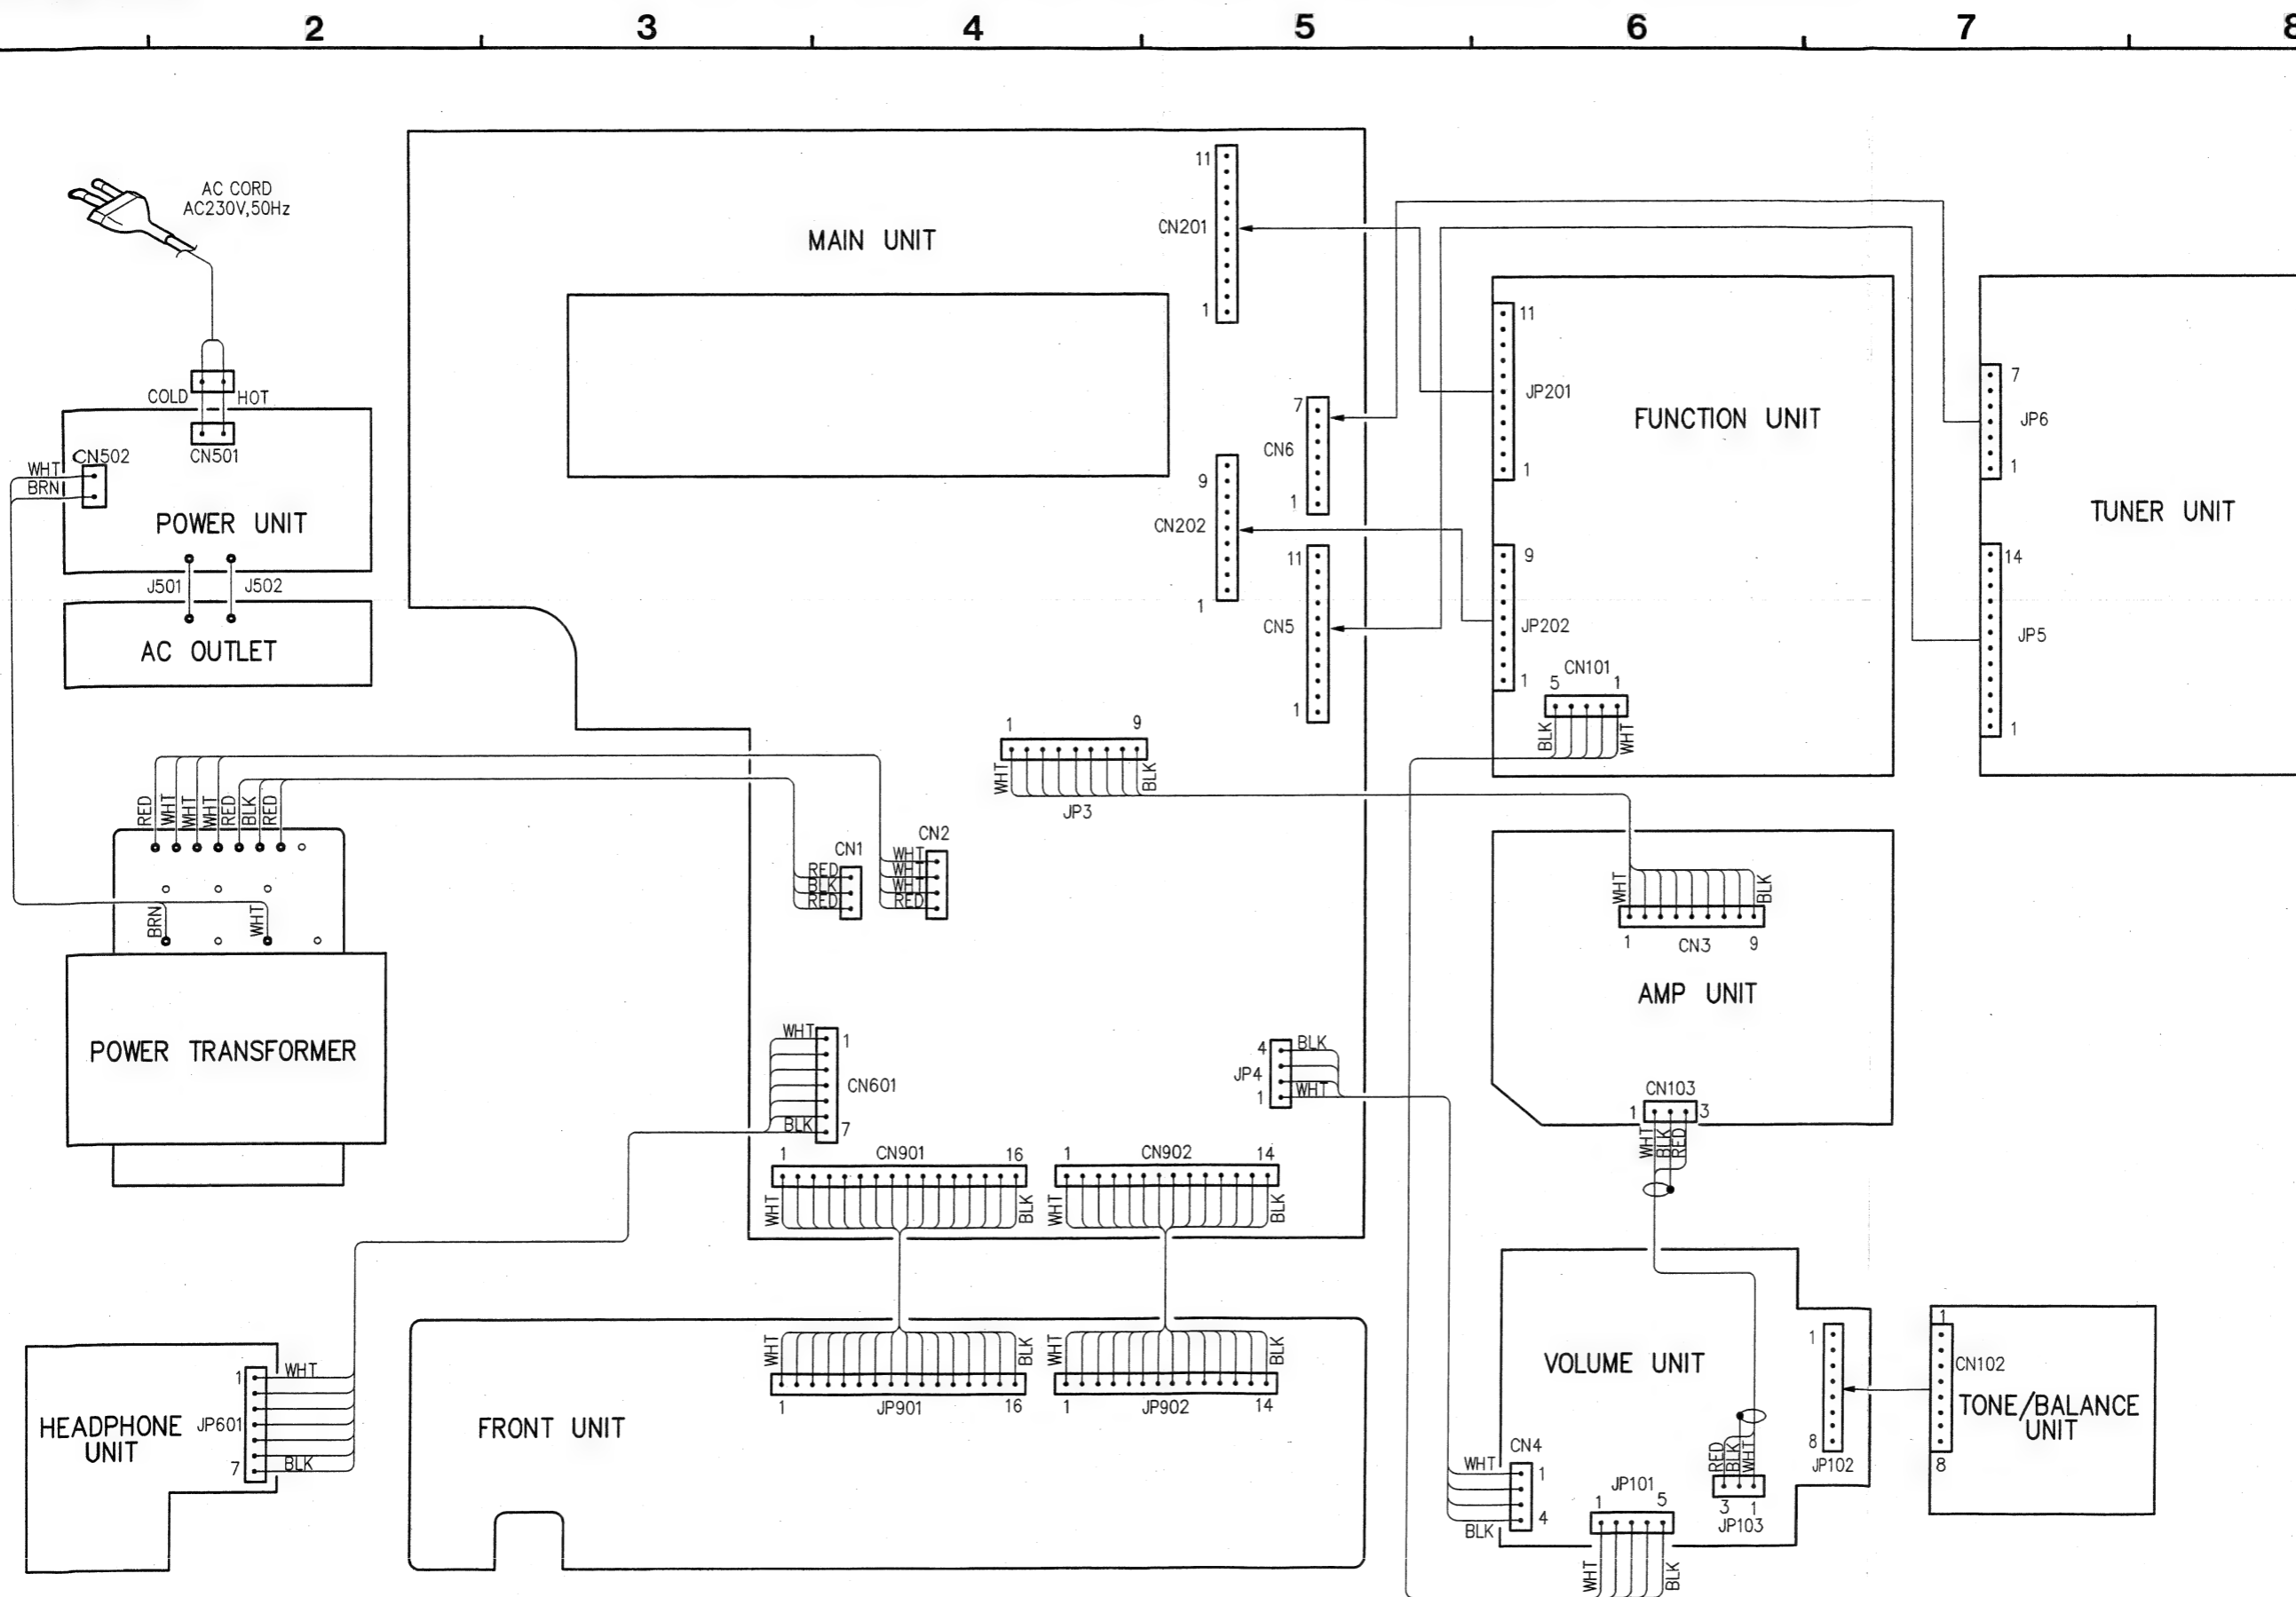 2 3 4 5 6 7 8
AC CORD
AC230V,50Hz
MAIN UNIT
11
CN201
1
COLD HOT
CN501
CN502
WHT
BRN
POWER UNIT
J501 J502
AC OUTLET
7
CN6
1
9
CN202
1
11
CN5
1
11
JP201
1
FUNCTION UNIT
9
JP202
1
CN101
5 1
BLK WHT
7
JP6
1
TUNER UNIT
14
JP5
1
1 9
WHT BLK
JP3
RED WHT WHT WHT RED BLK RED
BRN WHT
POWER TRANSFORMER
CN1
RED
BLK
RED
CN2
WHT
WHT
WHT
RED
WHT BLK
1 CN3 9
AMP UNIT
CN103
1 3
WHT BLK RED
WHT 1
CN601
BLK 7
4 BLK
JP4
1 WHT
1 CN901 16
WHT BLK
1 CN902 14
WHT BLK
WHT BLK
1 JP901 16
WHT BLK
1 JP902 14
FRONT UNIT
1 WHT
JP601
7 BLK
HEADPHONE
UNIT
VOLUME UNIT
1
8
JP102
1
CN102
8
TONE/BALANCE
UNIT
CN4
WHT 1
BLK 4
RED BLK WHT
3 1
JP103
JP101
1 5
WHT BLK